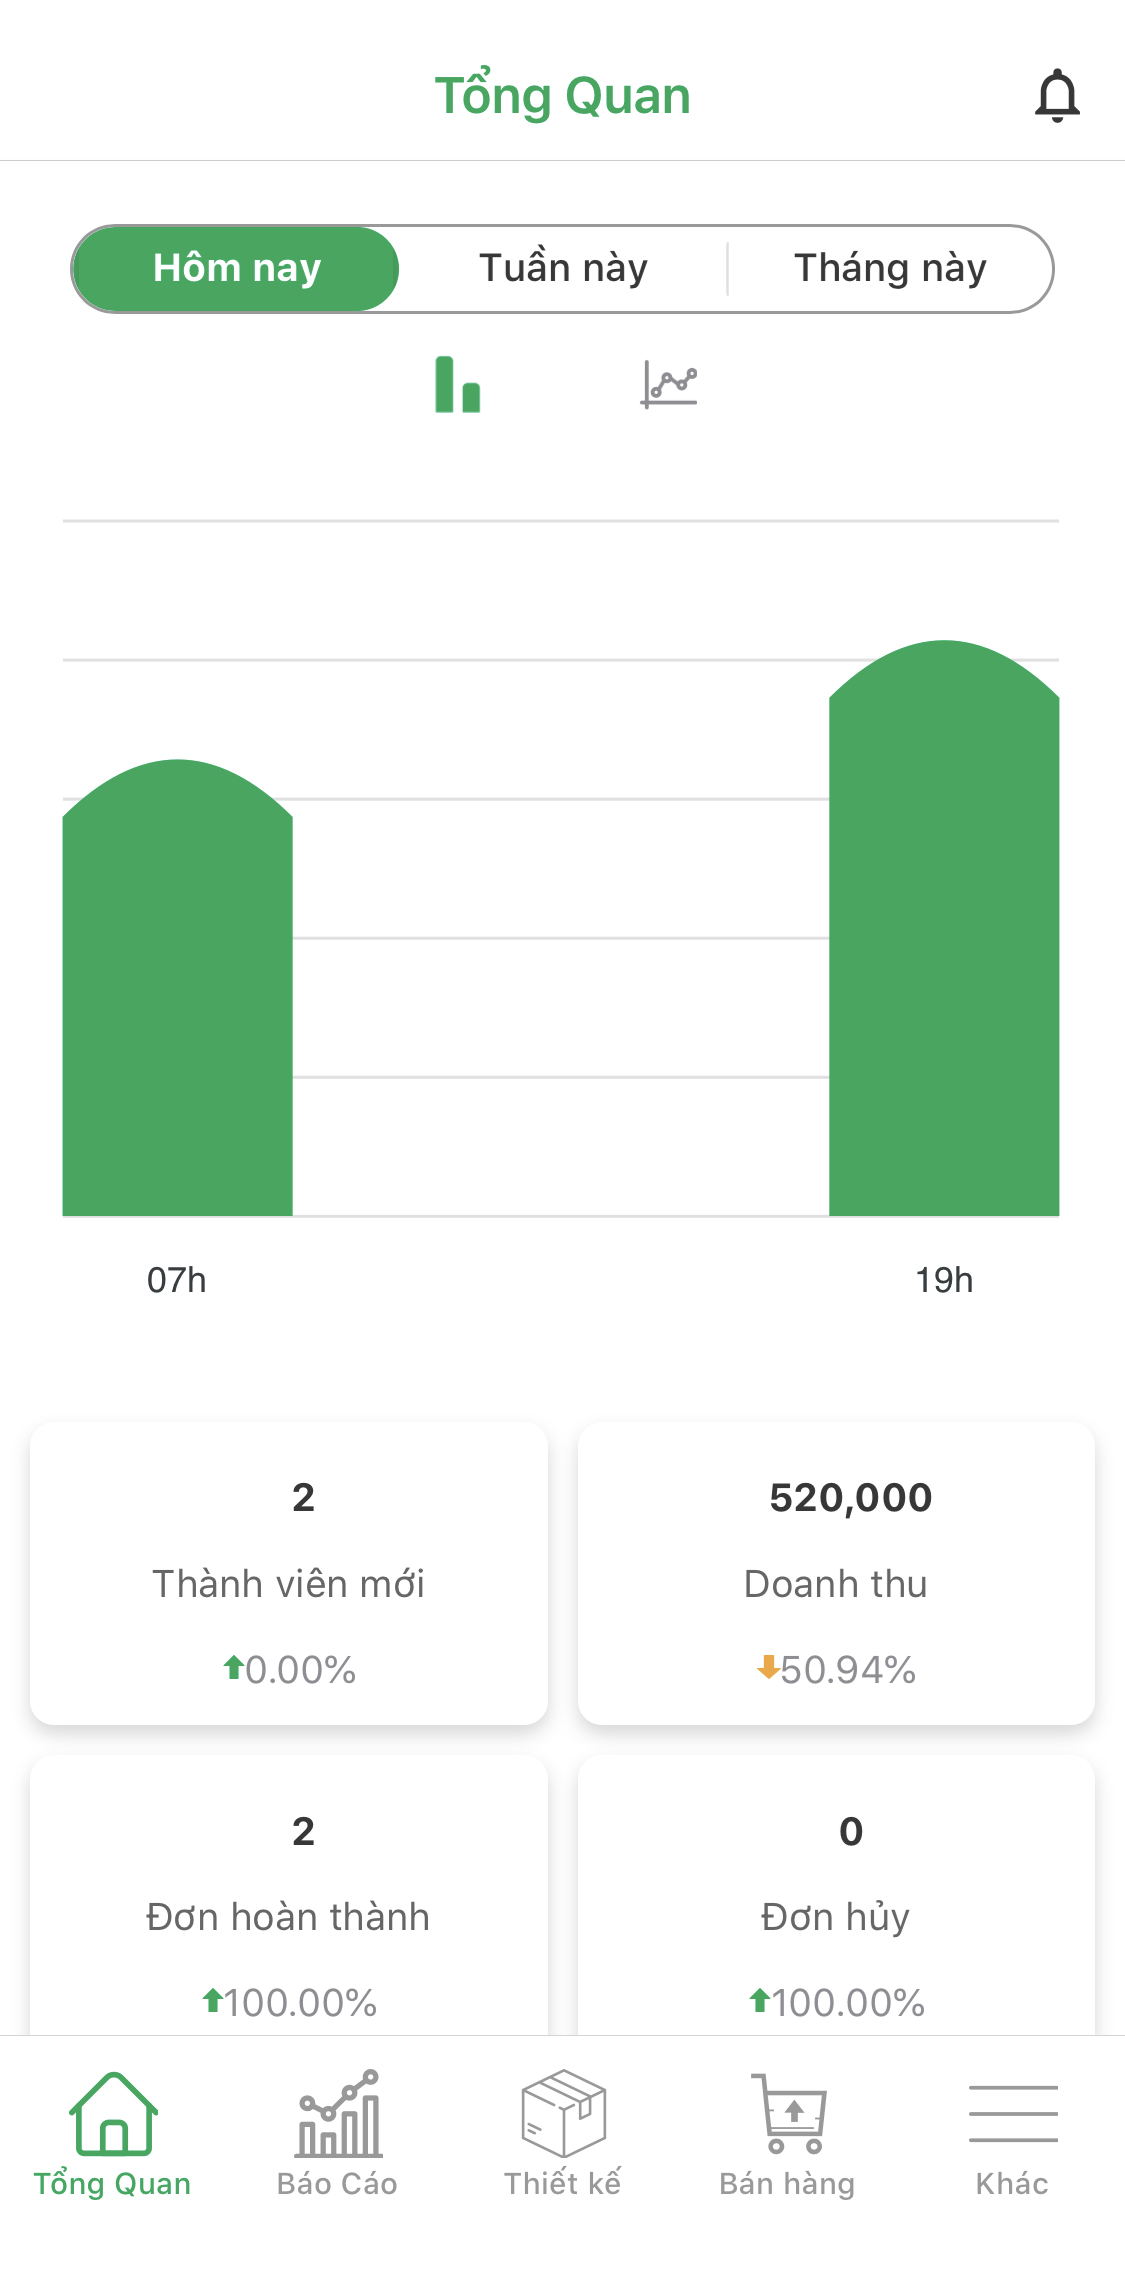 Tổng Quan
Hôm nay
Tuần này
Tháng này
07h
19h
2
Thành viên mới
0.00%
520,000
Doanh thu
50.94%
2
Đơn hoàn thành
100.00%
0
Đơn hủy
100.00%
Tổng Quan
Báo Cáo
Thiết kế
Bán hàng
Khác